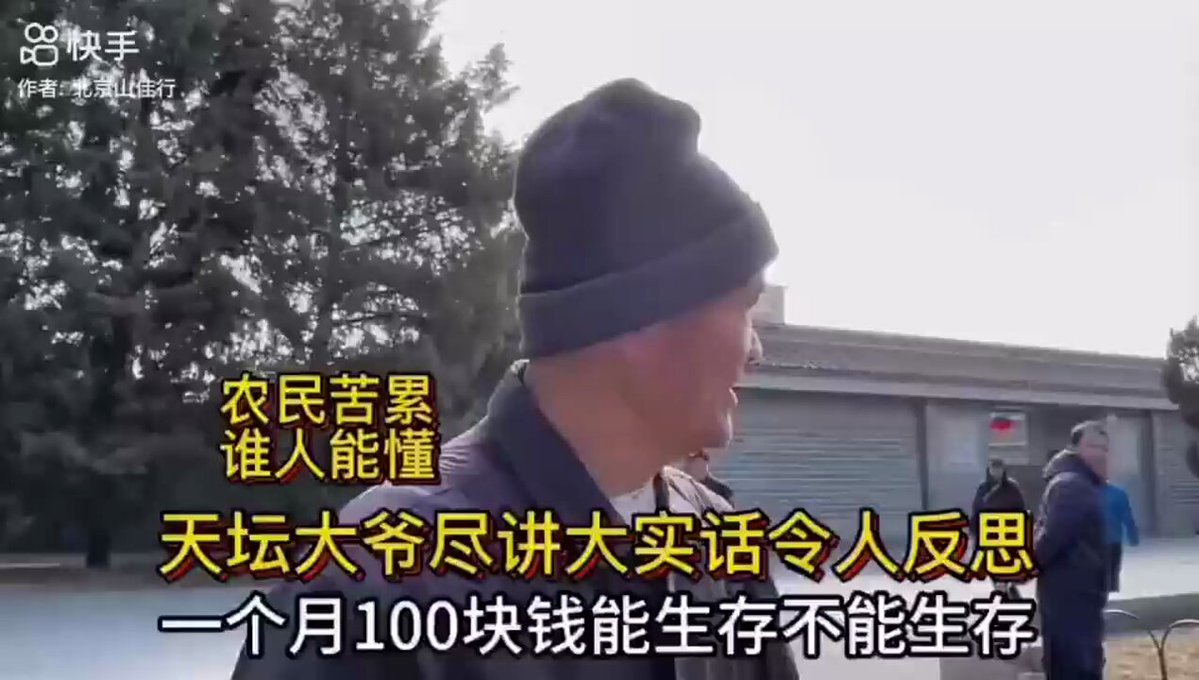 快手
作者: 北京山佳行
农民苦累
谁人能懂
天坛大爷尽讲大实话令人反思
一个月100块钱能生存不能生存